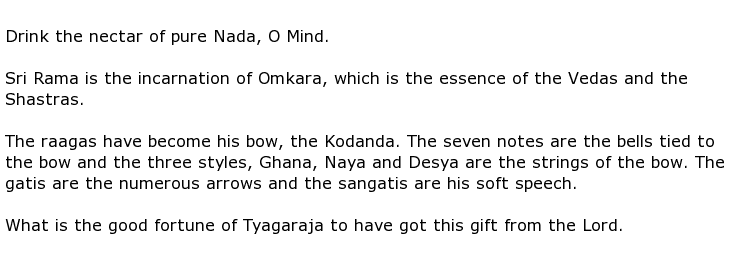 Drink the nectar of pure Nada, O Mind.
Sri Rama is the incarnation of Omkara, which is the essence of the Vedas and the
Shastras.
The raagas have become his bow, the Kodanda. The seven notes are the bells tied to
the bow and the three styles, Ghana, Naya and Desya are the strings of the bow. The
gatis are the numerous arrows and the sangatis are his soft speech.
What is the good fortune of Tyagaraja to have got this gift from the Lord.